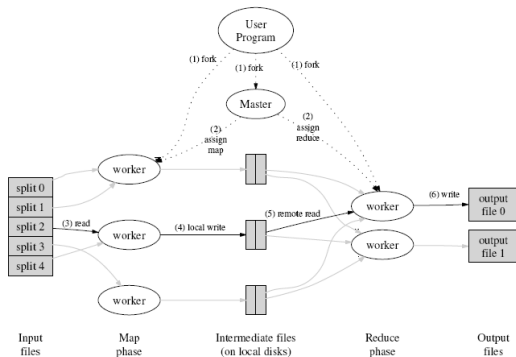 User
Program
(1) fork
(1) fork
(1) fork
Master
(2)
assign
map
(2)
assign
reduce
worker
split 0
split 1
split 2
split 3
split 4
(3) read
worker
(4) local write
(5) remote read
worker
(6) write
output
file 0
worker
output
file 1
worker
Input
files
Map
phase
Intermediate files
(on local disks)
Reduce
phase
Output
files